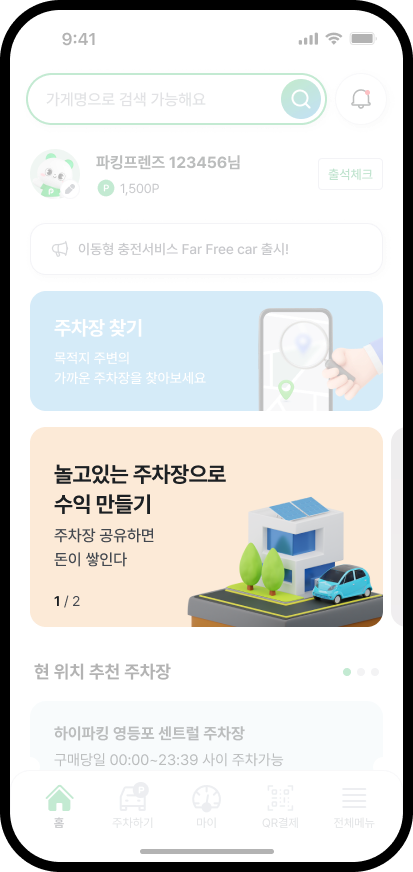 9:41
가게명으로 검색 가능해요
파킹프렌즈 123456님
P 1,500P
출석체크
이동형 충전서비스 Far Free car 출시!
주차장 찾기
목적지 주변의
가까운 주차장을 찾아보세요
놀고있는 주차장으로
수익 만들기
주차장 공유하면
돈이 쌓인다
1 / 2
현 위치 추천 주차장
하이파킹 영등포 센트럴 주차장
구매당일 00:00~23:39 사이 주차가능
홈
P
주차하기
마이
QR결제
전체메뉴